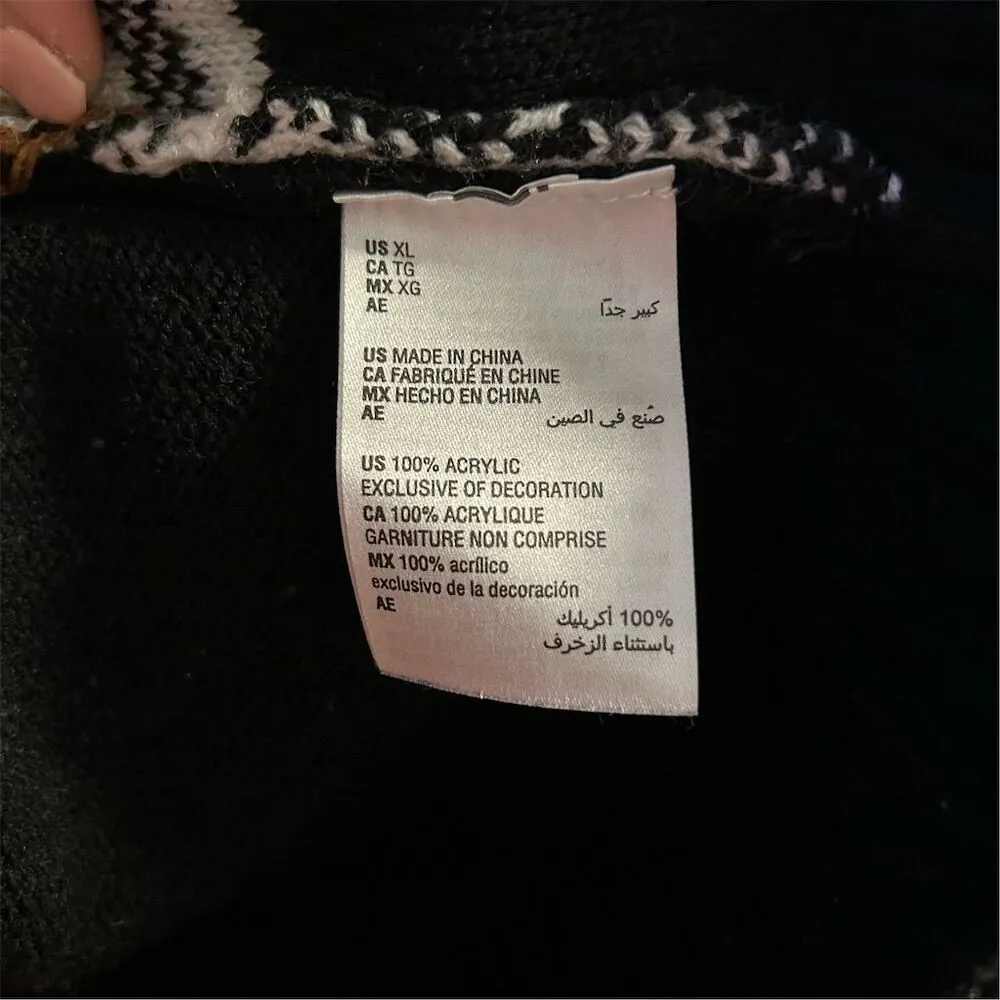 US XL
CA TG
MX XG
AE كبير جدًا
US MADE IN CHINA
CA FABRIQUÉ EN CHINE
MX HECHO EN CHINA
AE صُنع في الصين
US 100% ACRYLIC
EXCLUSIVE OF DECORATION
CA 100% ACRYLIQUE
GARNITURE NON COMPRISE
MX 100% acrílico
exclusivo de la decoración
AE
100% أكريليك
باستثناء الزخرف